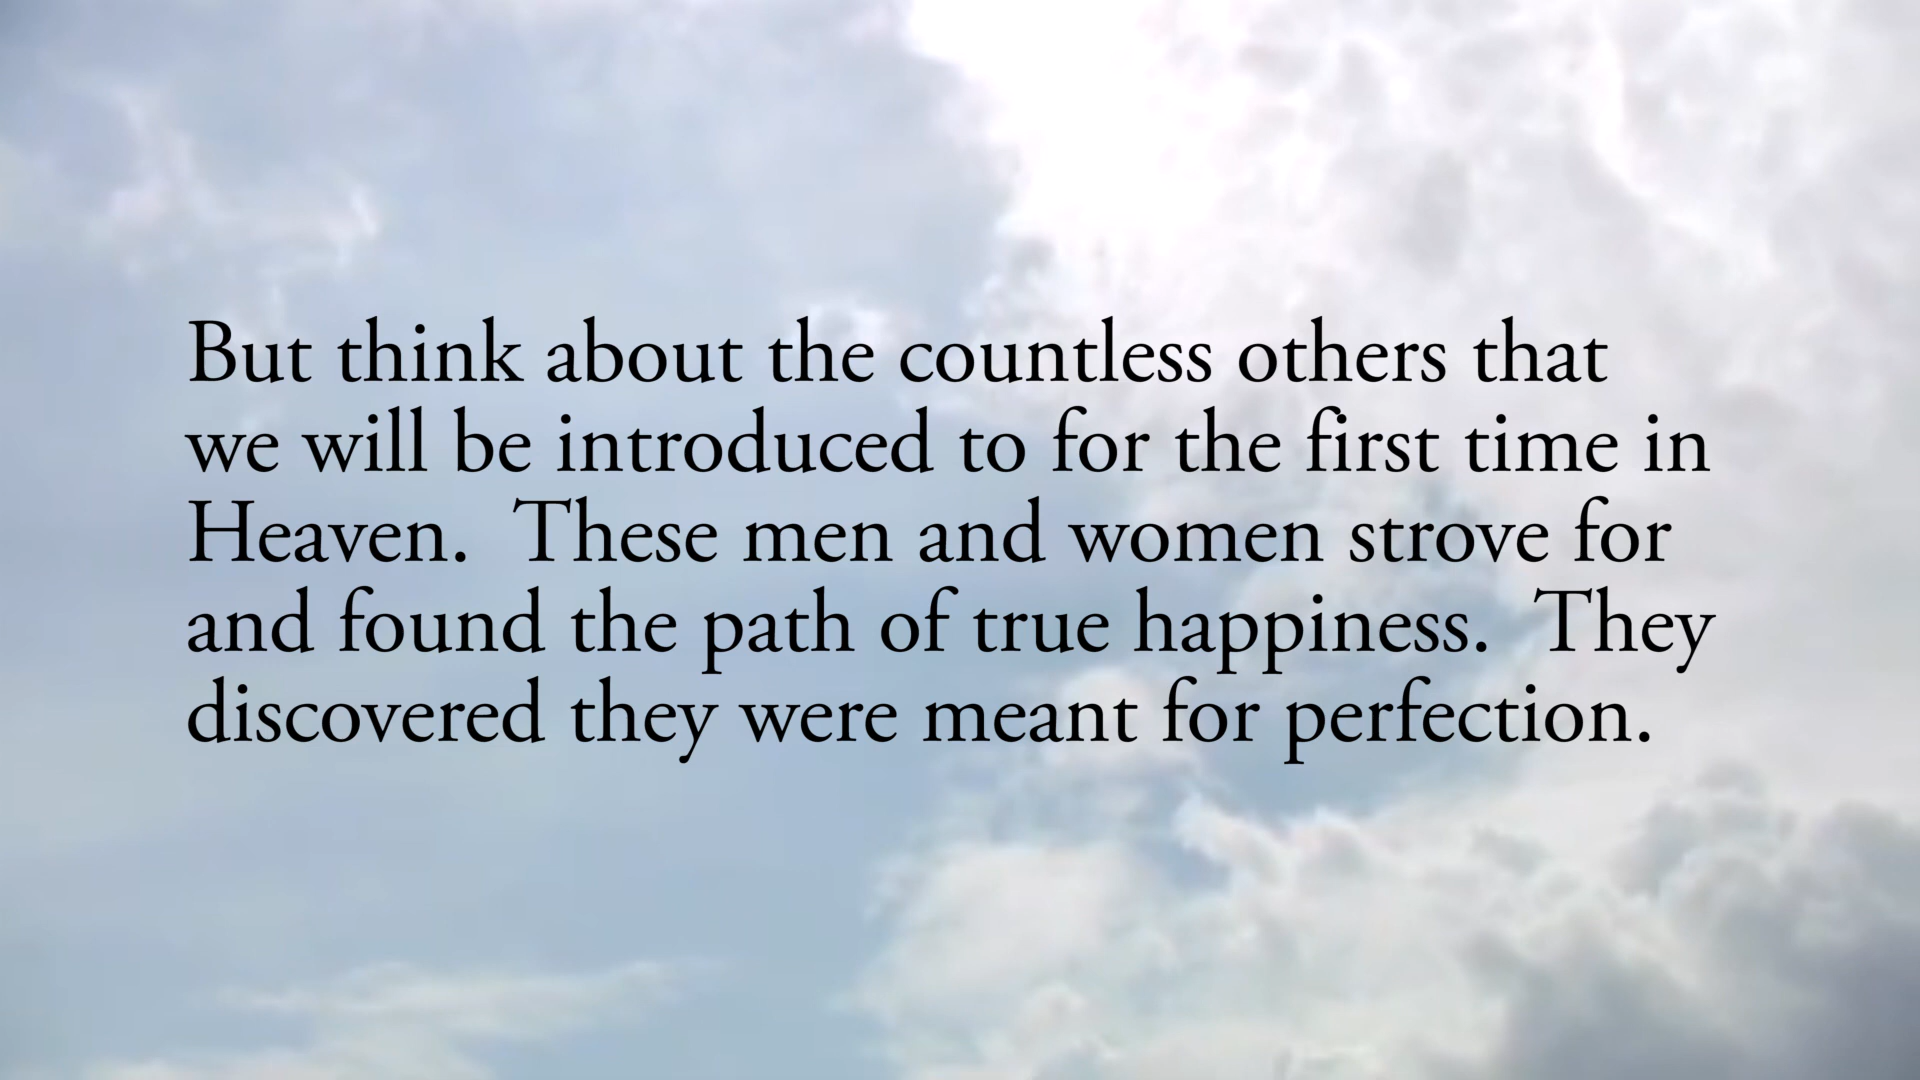 But think about the countless others that
we will be introduced to for the first time in
Heaven.  These men and women strove for
and found the path of true happiness.  They
discovered they were meant for perfection.